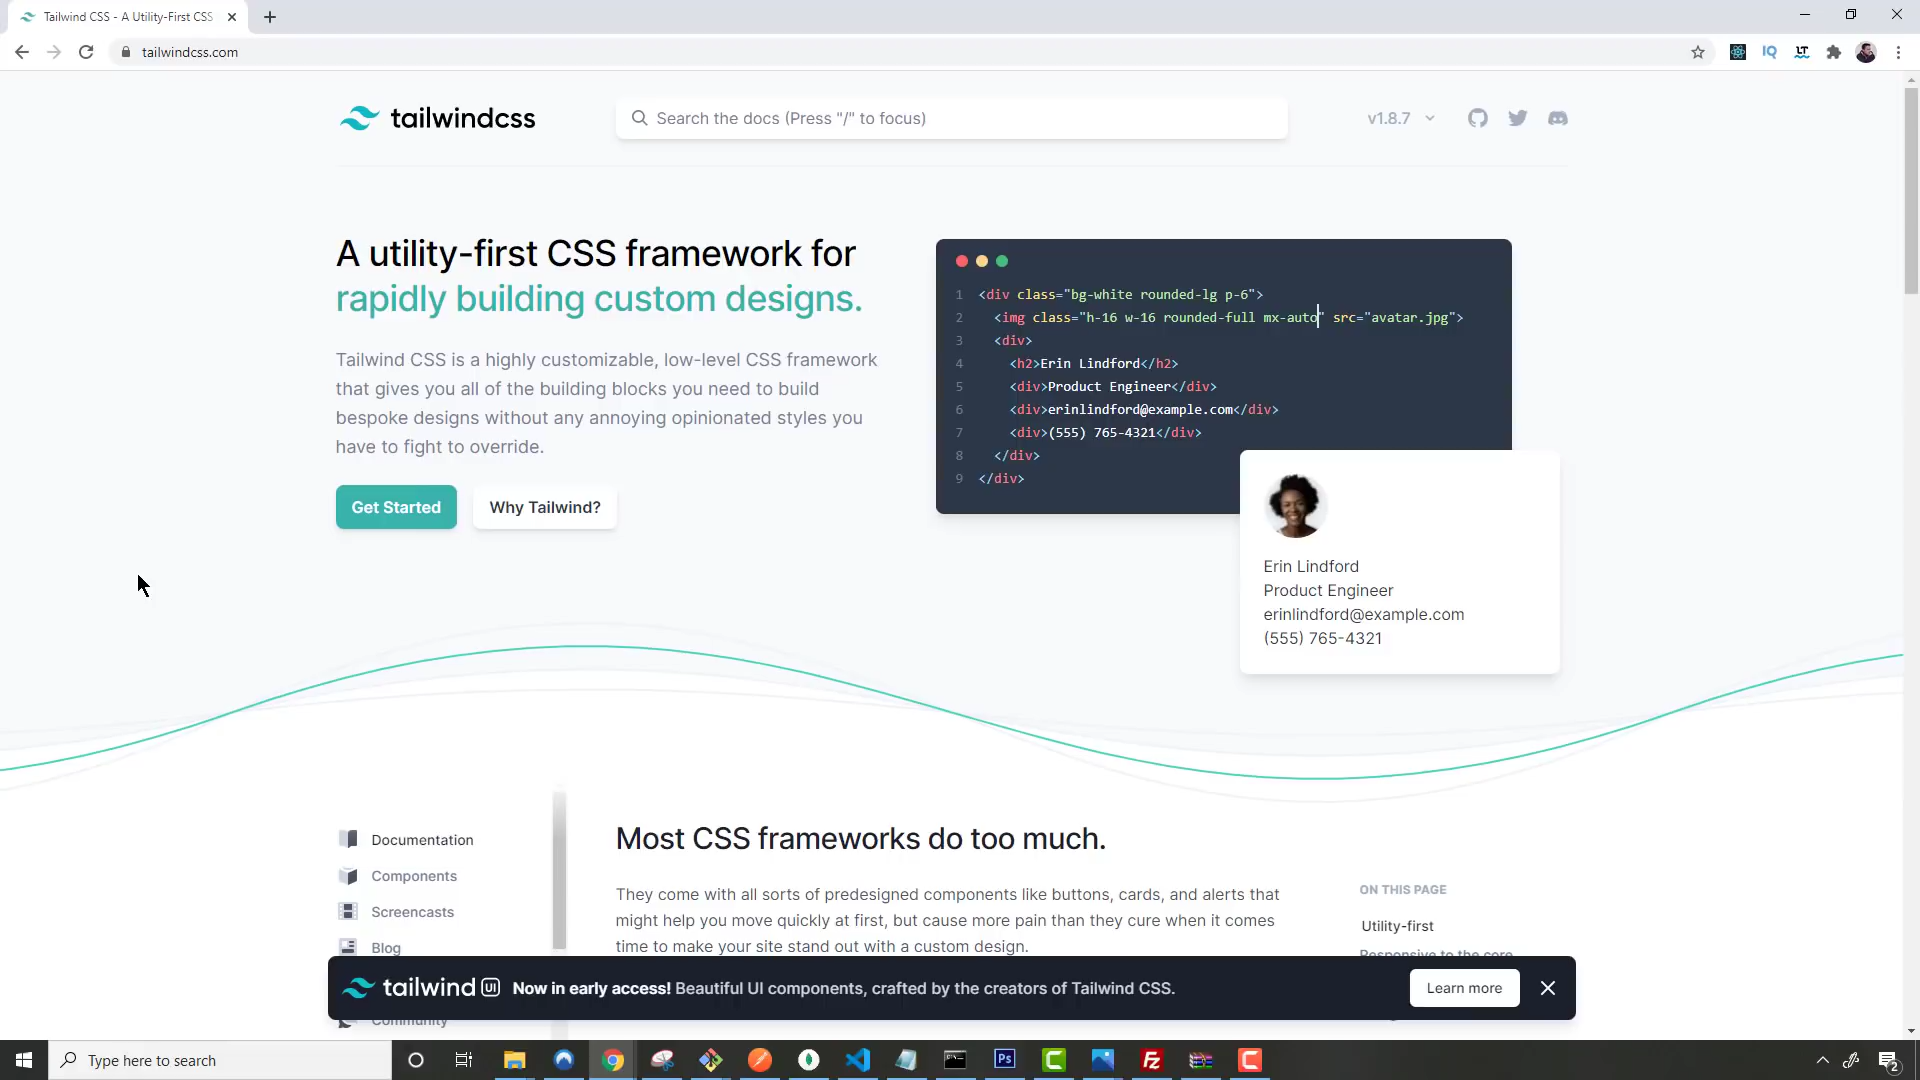 Tailwind CSS - A Utility-First CSS
tailwindcss.com
IQ
LT
tailwindcss
Search the docs (Press "/" to focus)
v1.8.7
A utility-first CSS framework for
rapidly building custom designs.
Tailwind CSS is a highly customizable, low-level CSS framework
that gives you all of the building blocks you need to build
bespoke designs without any annoying opinionated styles you
have to fight to override.
Get Started
Why Tailwind?
1 <div class="bg-white rounded-lg p-6">
2 <img class="h-16 w-16 rounded-full mx-auto" src="avatar.jpg">
3 <div>
4 <h2>Erin Lindford</h2>
5 <div>Product Engineer</div>
6 <div>erinlindford@example.com</div>
7 <div>(555) 765-4321</div>
8 </div>
9 </div>
Erin Lindford
Product Engineer
erinlindford@example.com
(555) 765-4321
Documentation
Components
Screencasts
Blog
Community
Most CSS frameworks do too much.
They come with all sorts of predesigned components like buttons, cards, and alerts that
might help you move quickly at first, but cause more pain than they cure when it comes
time to make your site stand out with a custom design.
ON THIS PAGE
Utility-first
Responsive to the core
tailwind UI
Now in early access! Beautiful UI components, crafted by the creators of Tailwind CSS.
Learn more
Type here to search
Ps
C
Fz
C
2